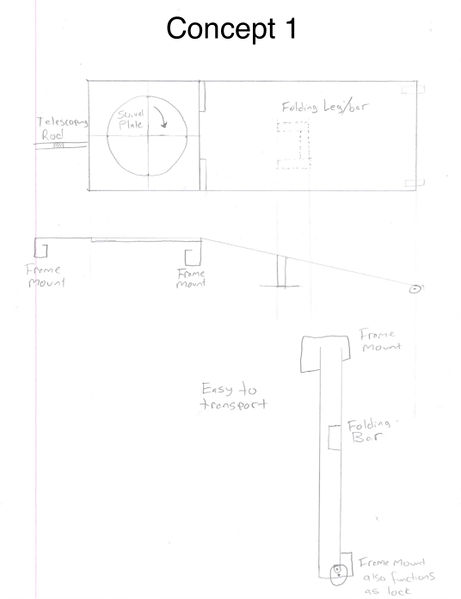 Concept 1
Folding Leg/bar
Swivel
Plate
Telescoping
Rod
Frame
mount
Frame
mount
Frame
Mount
Easy to
transport
Folding
Bar
Frame Mount
also functions
as lock